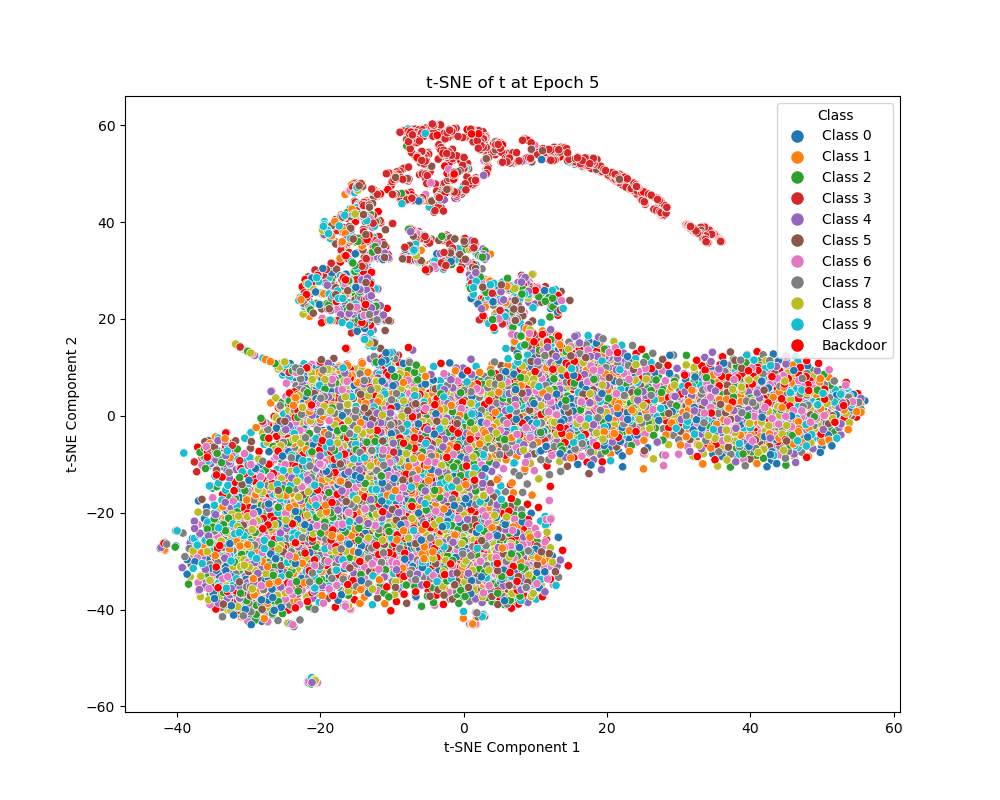 t-SNE of t at Epoch 5
Class
Class 0
Class 1
Class 2
Class 3
Class 4
Class 5
Class 6
Class 7
Class 8
Class 9
Backdoor
60
40
20
0
−20
−40
−60
t-SNE Component 2
−40
−20
0
20
40
60
t-SNE Component 1